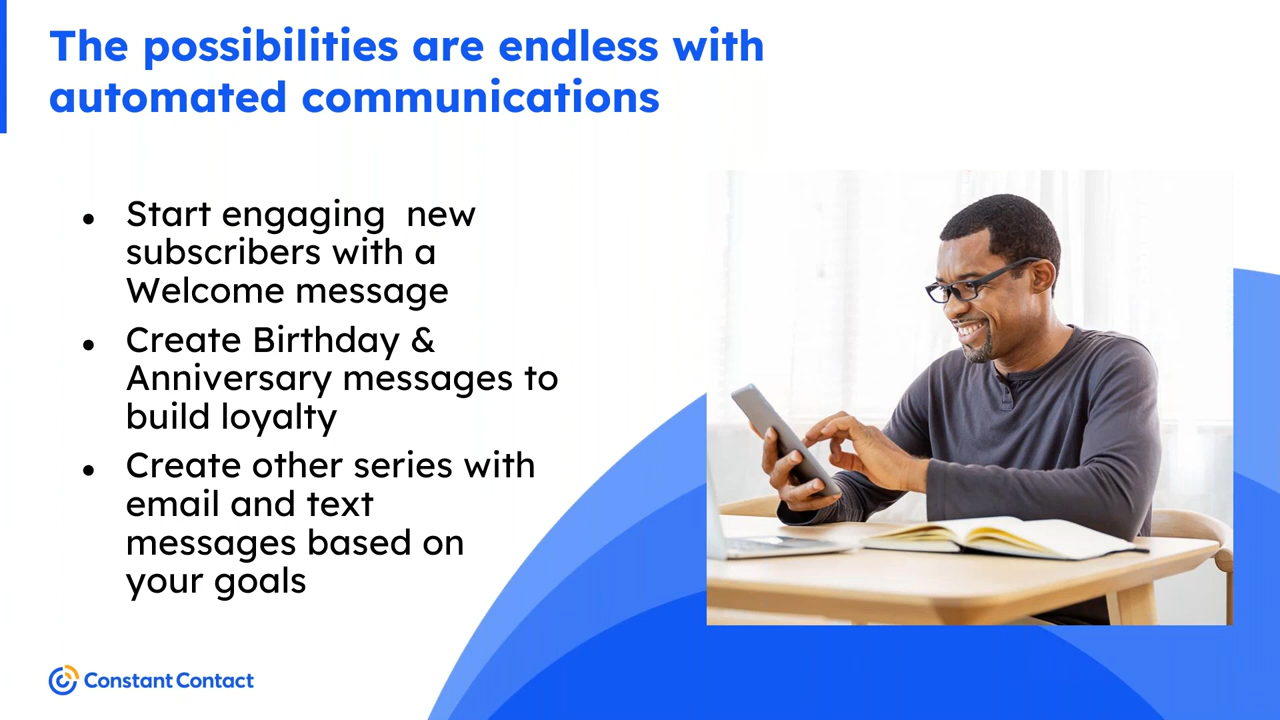 The possibilities are endless with
automated communications
• Start engaging  new
subscribers with a
Welcome message
• Create Birthday &
Anniversary messages to
build loyalty
• Create other series with
email and text
messages based on
your goals
Constant Contact